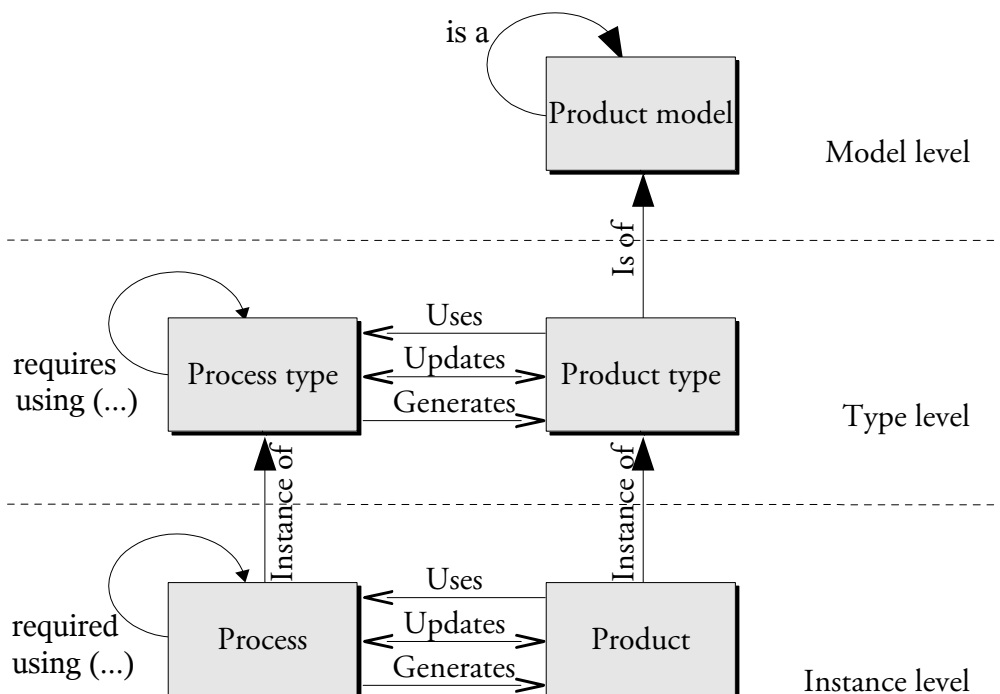 is a
Product model
Model level
Is of
Uses
requires
using (...)
Process type
Updates
Product type
Generates
Type level
Instance of
Instance of
Uses
required
using (...)
Process
Updates
Product
Generates
Instance level